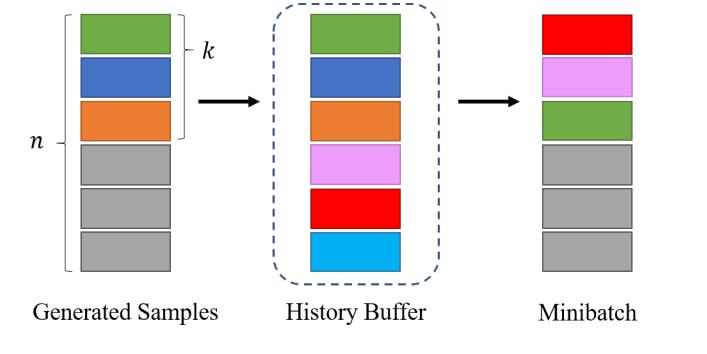 k
n
Generated Samples
History Buffer
Minibatch